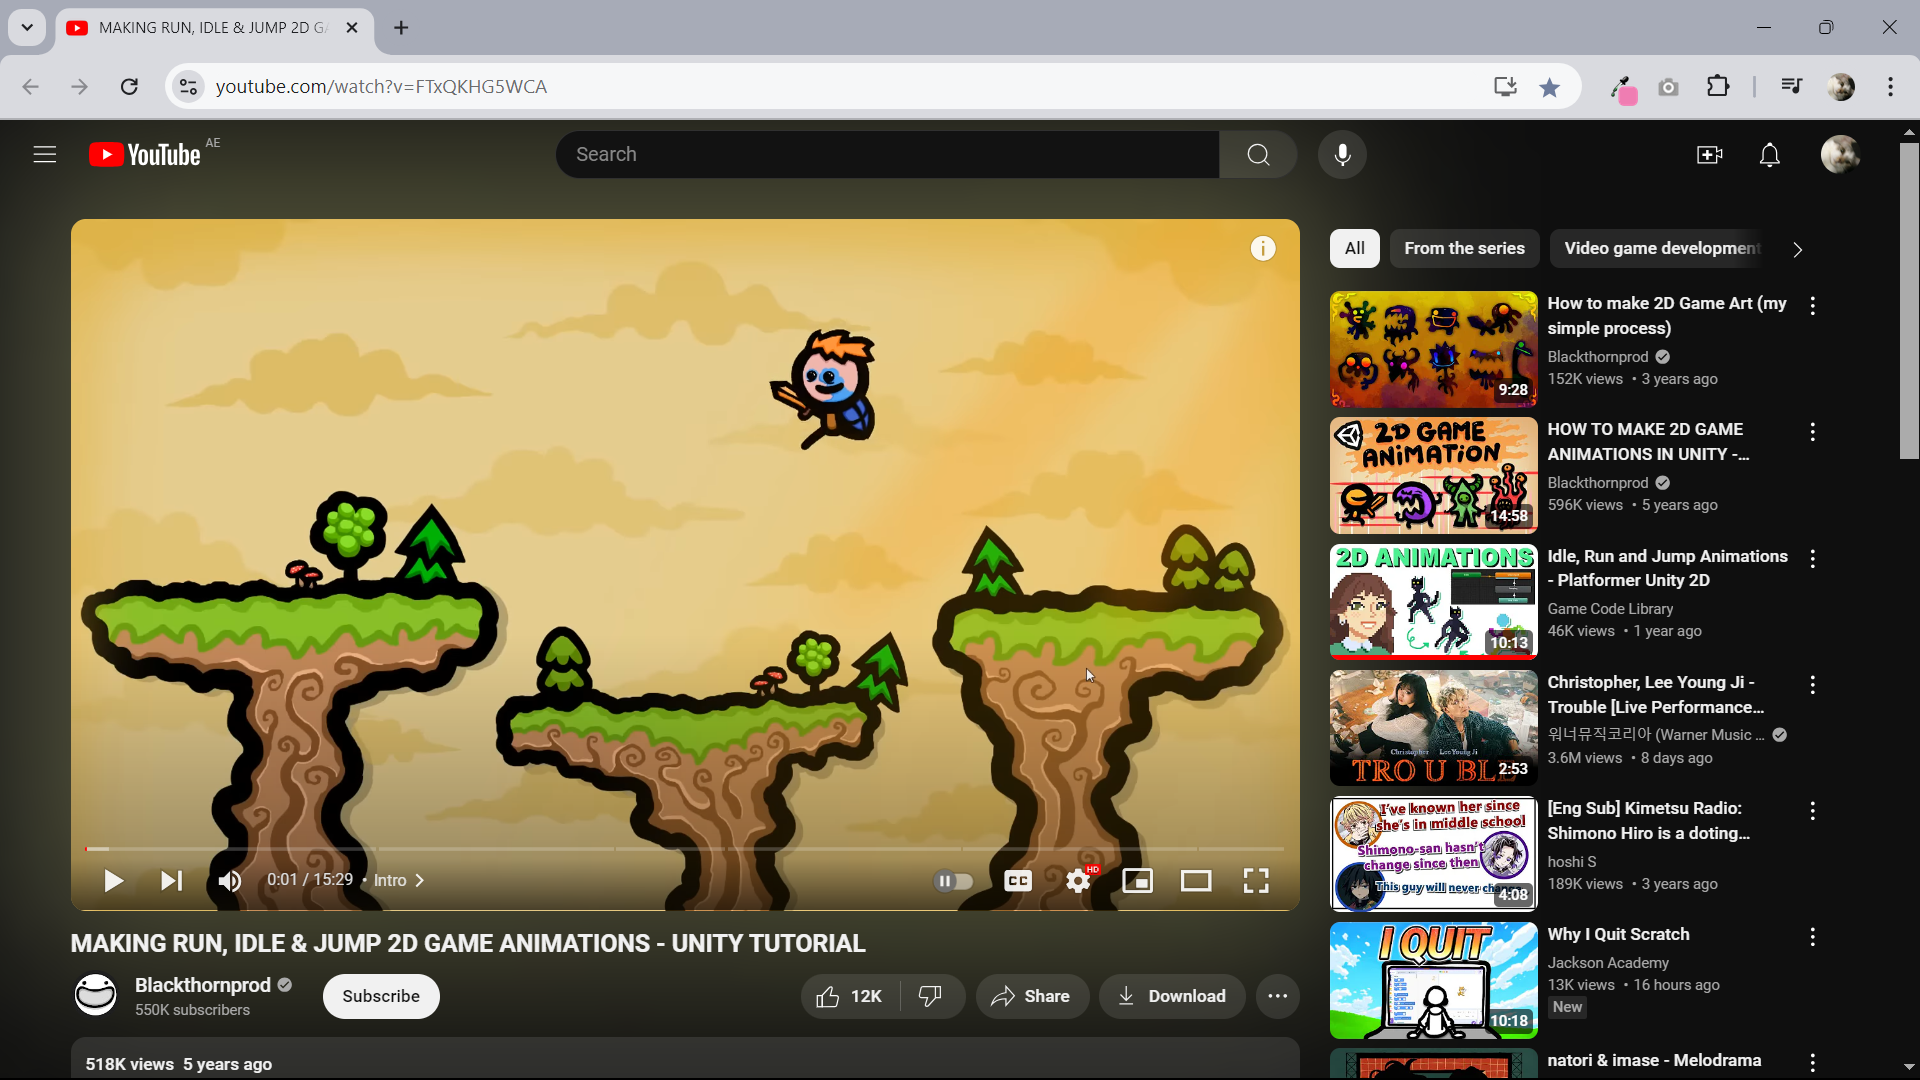 MAKING RUN, IDLE & JUMP 2D G
youtube.com/watch?v=FTxQKHG5WCA
YouTube AE
Search
All
From the series
Video game development
How to make 2D Game Art (my
simple process)
Blackthornprod
152K views • 3 years ago
9:28
2D GAME
ANIMATION
14:58
HOW TO MAKE 2D GAME
ANIMATIONS IN UNITY -...
Blackthornprod
596K views • 5 years ago
2D ANIMATIONS
10:13
Idle, Run and Jump Animations
- Platformer Unity 2D
Game Code Library
46K views • 1 year ago
Christopher Lee Young Ji
TROUBLE
2:53
Christopher, Lee Young Ji -
Trouble [Live Performance...
워너뮤직코리아 (Warner Music ...
3.6M views • 8 days ago
I've known her since
she's in middle school
Shimono-san hasn't
change since then
This guy will never change
4:08
[Eng Sub] Kimetsu Radio:
Shimono Hiro is a doting...
hoshi S
189K views • 3 years ago
I QUIT
10:18
Why I Quit Scratch
Jackson Academy
13K views • 16 hours ago
New
natori & imase - Melodrama
0:01 / 15:29 • Intro
CC
HD
MAKING RUN, IDLE & JUMP 2D GAME ANIMATIONS - UNITY TUTORIAL
Blackthornprod
550K subscribers
Subscribe
12K
Share
Download
518K views 5 years ago